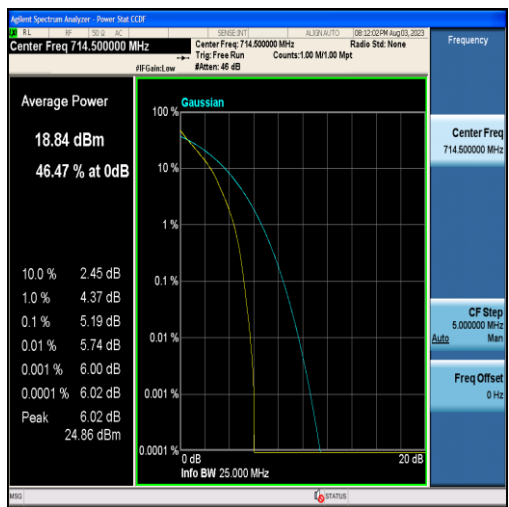 Agilent Spectrum Analyzer - Power Stat CCDF
RL RF 50 Ω AC SENSE:INT ALIGN AUTO 08:12:02 PM Aug 03, 2023
Center Freq 714.500000 MHz
Center Freq: 714.500000 MHz Radio Std: None
Trig: Free Run Counts:1.00 M/1.00 Mpt
#IFGain:Low #Atten: 46 dB
Frequency
Average Power
18.84 dBm
46.47 % at 0dB
10.0 % 2.45 dB
1.0 % 4.37 dB
0.1 % 5.19 dB
0.01 % 5.74 dB
0.001 % 6.00 dB
0.0001 % 6.02 dB
Peak 6.02 dB
24.86 dBm
Gaussian
100 %
10 %
1 %
0.1 %
0.01 %
0.001 %
0.0001 %
0 dB 20 dB
Info BW 25.000 MHz
Center Freq
714.500000 MHz
CF Step
5.000000 MHz
Auto Man
Freq Offset
0 Hz
MSG STATUS